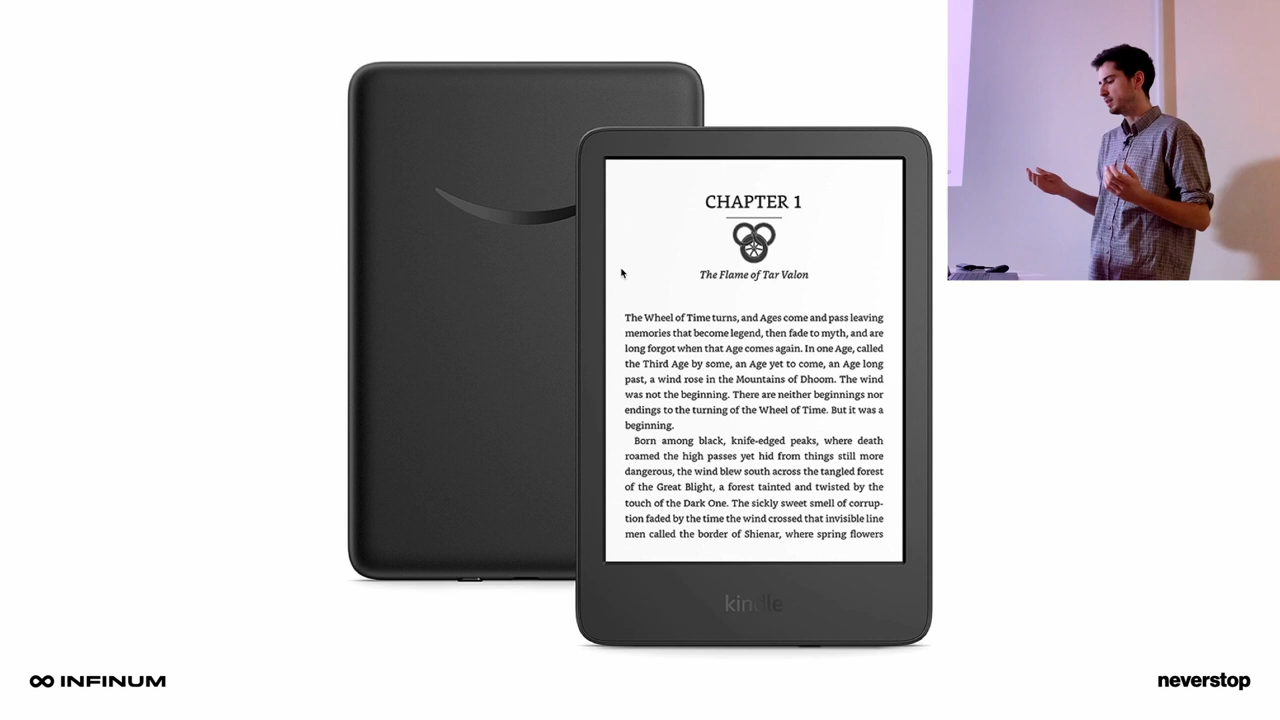 CHAPTER 1
The Flame of Tar Valon
The Wheel of Time turns, and Ages come and pass leaving
memories that become legend, then fade to myth, and are
long forgot when that Age comes again. In one Age, called
the Third Age by some, an Age yet to come, an Age long
past, a wind rose in the Mountains of Dhoom. The wind
was not the beginning. There are neither beginnings nor
endings to the turning of the Wheel of Time. But it was a
beginning.
Born among black, knife-edged peaks, where death
roamed the high passes yet hid from things still more
dangerous, the wind blew south across the tangled forest
of the Great Blight, a forest tainted and twisted by the
touch of the Dark One. The sickly sweet smell of corrup-
tion faded by the time the wind crossed that invisible line
men called the border of Shienar, where spring flowers
kindle
INFINUM
neverstop